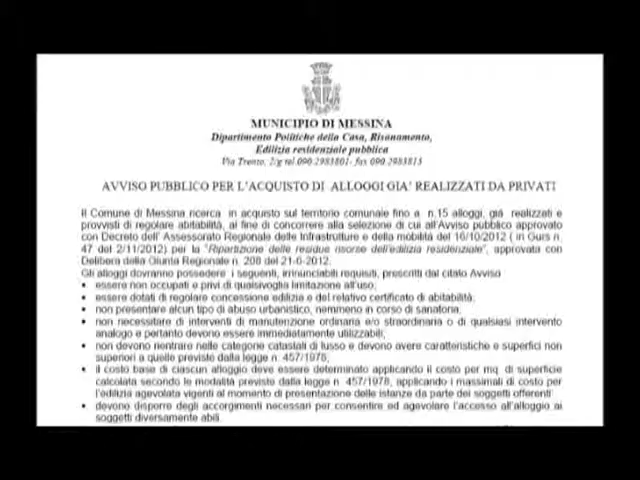 MUNICIPIO DI MESSINA
Dipartimento Politiche della Casa, Risanamento,
Edilizia residenziale pubblica
Via Trento, 2/g tel.090 2983801- fax 090 2983815
AVVISO PUBBLICO PER L'ACQUISTO DI ALLOGGI GIA' REALIZZATI DA PRIVATI
Il Comune di Messina ricerca in acquisto sul territorio comunale fino a n.15 alloggi, già realizzati e
provvisti di regolare abitabilità, al fine di concorrere alla selezione di cui all'Avviso pubblico approvato
con Decreto dell' Assessorato Regionale delle Infrastrutture e della mobilità del 16/10/2012 ( in Gurs n.
47 del 2/11/2012) per la "Ripartizione delle residue risorse dell'edilizia residenziale", approvata con
Delibera della Giunta Regionale n. 208 del 21-6-2012.
Gli alloggi dovranno possedere i seguenti, irrinunciabili requisiti, prescritti dal citato Avviso
• essere non occupati e privi di qualsivoglia limitazione all'uso;
• essere dotati di regolare concessione edilizia e del relativo certificato di abitabilità;
• non presentare alcun tipo di abuso urbanistico, nemmeno in corso di sanatoria;
• non necessitare di interventi di manutenzione ordinaria e/o straordinaria o di qualsiasi intervento
analogo e pertanto devono essere immediatamente utilizzabili;
• non devono rientrare nelle categorie catastali di lusso e devono avere caratteristiche e superfici non
superiori a quelle previste dalla legge n. 457/1978;
• il costo base di ciascun alloggio deve essere determinato applicando il costo per mq. di superficie
calcolata secondo le modalità previste dalla legge n. 457/1978, applicando i massimali di costo per
l'edilizia agevolata vigenti al momento di presentazione delle istanze da parte dei soggetti offerenti
• devono disporre degli accorgimenti necessari per consentire ed agevolare l'accesso all'alloggio ai
soggetti diversamente abili.